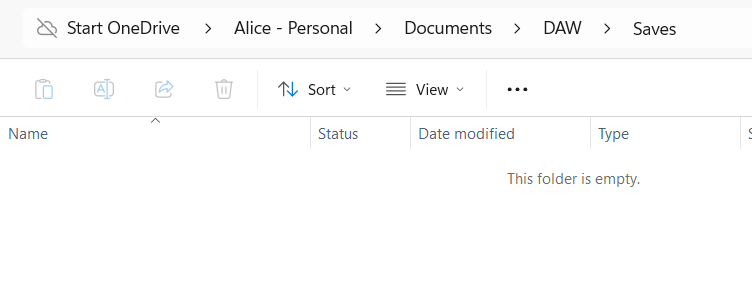 Start OneDrive > Alice - Personal > Documents > DAW > Saves
Sort View ...
Name Status Date modified Type
This folder is empty.